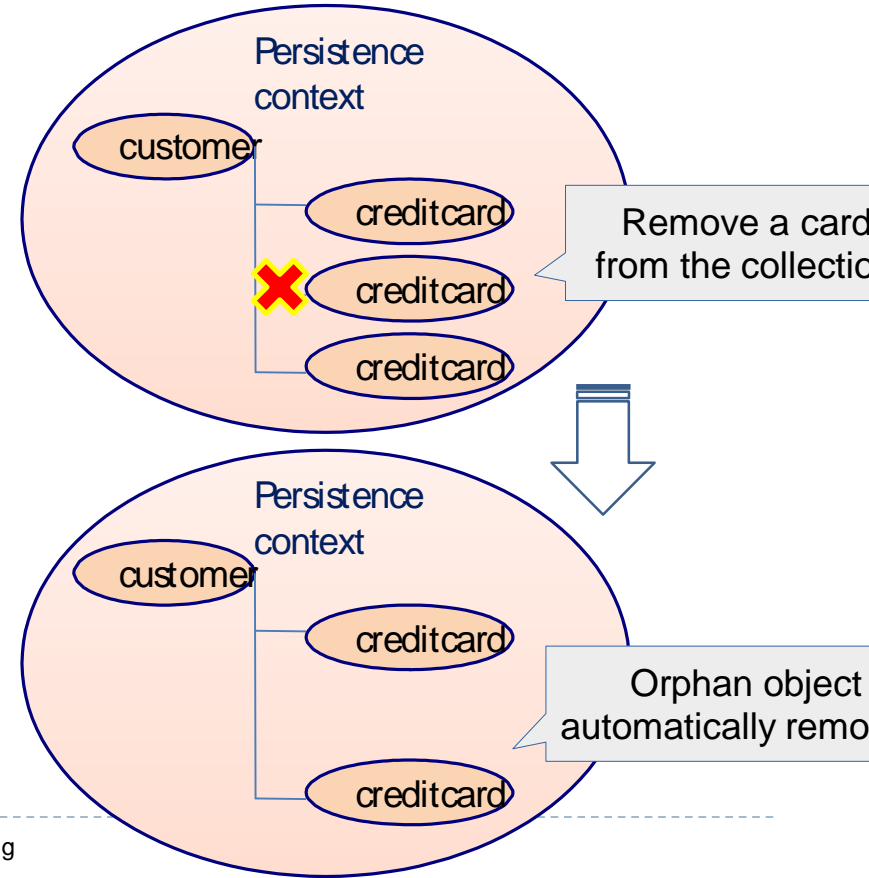 Persistence
context
customer
creditcard
Remove a card
from the collectio
creditcard
creditcard
Persistence
context
customer
creditcard
Orphan object
automatically remo
creditcard
g